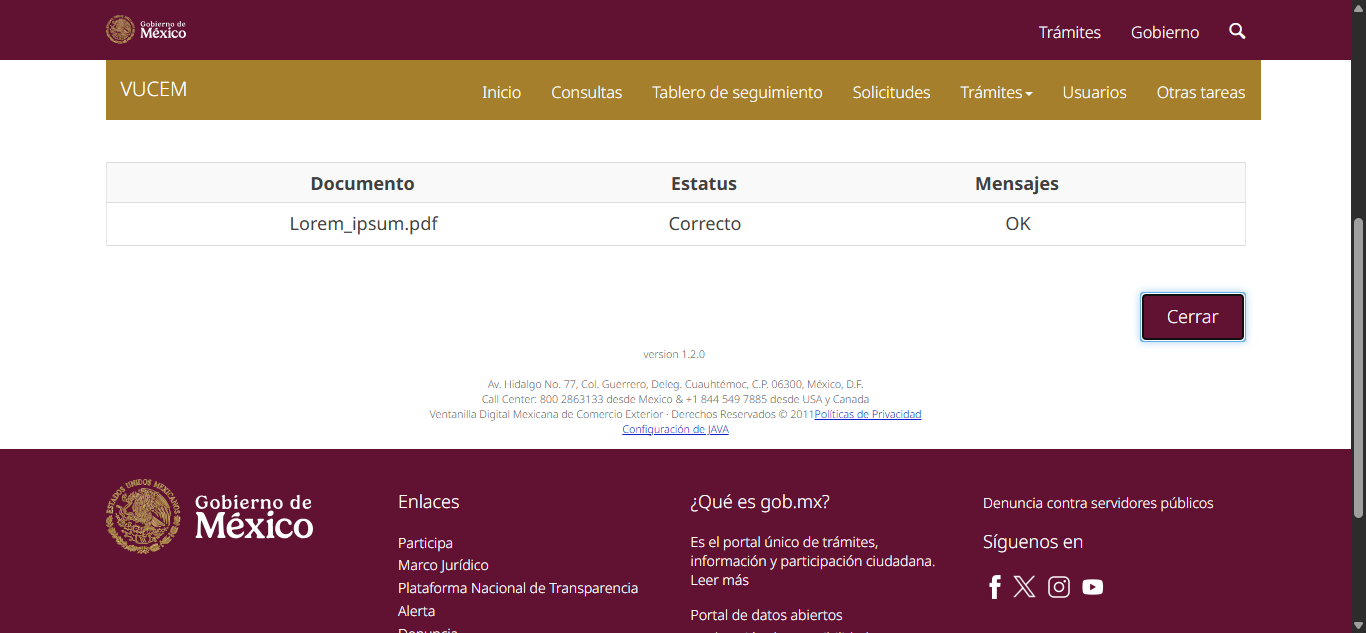 Gobierno de
México
Trámites Gobierno
VUCEM Inicio Consultas Tablero de seguimiento Solicitudes Trámites Usuarios Otras tareas
Documento Estatus Mensajes
Lorem_ipsum.pdf Correcto OK
Cerrar
version 1.2.0
Av. Hidalgo No. 77, Col. Guerrero, Deleg. Cuauhtémoc, C.P. 06300, México, D.F.
Call Center: 800 2863133 desde Mexico & +1 844 549 7885 desde USA y Canada
Ventanilla Digital Mexicana de Comercio Exterior · Derechos Reservados © 2011Políticas de Privacidad
Configuración de JAVA
ESTADOS UNIDOS MEXICANOS
Gobierno de
México
Enlaces
Participa
Marco Jurídico
Plataforma Nacional de Transparencia
Alerta
Denuncia
¿Qué es gob.mx?
Es el portal único de trámites,
información y participación ciudadana.
Leer más
Portal de datos abiertos
Denuncia contra servidores públicos
Síguenos en